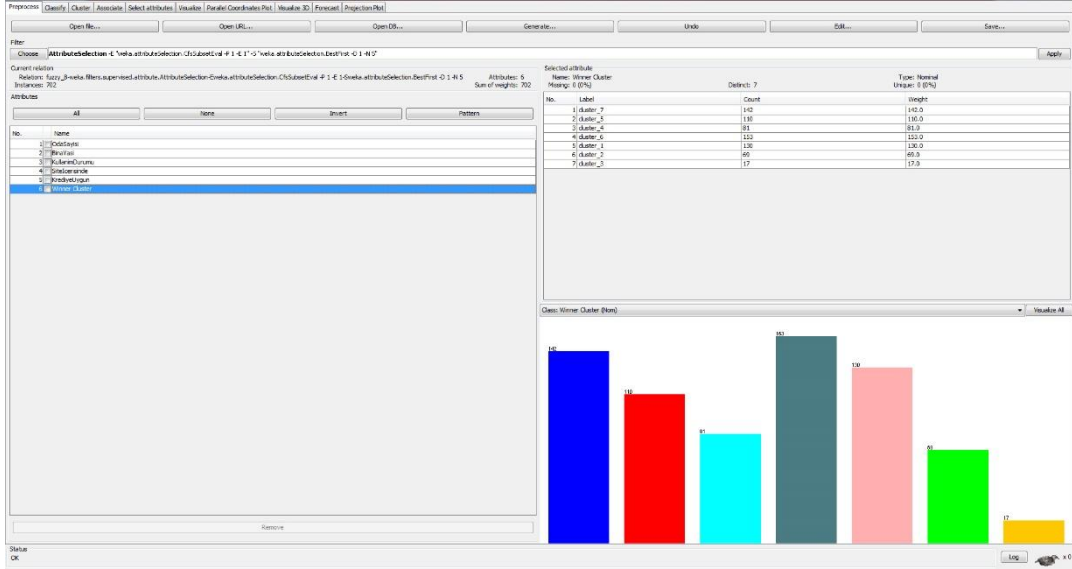 Preprocess Classify Cluster Associate Select attributes Visualize Parallel Coordinates Plot Visualize 3D Forecast Projection Plot
Open file... Open URL... Open DB... Generate... Undo Edit... Save...
Filter
Choose AttributeSelection -E "weka.attributeSelection.CfsSubsetEval -P 1 -E 1" -S "weka.attributeSelection.BestFirst -D 1 -N 5" Apply
Current relation
Relation: fuzzy_8-weka.filters.supervised.attribute.AttributeSelection-Eweka.attributeSelection.CfsSubsetEval -P 1 -E 1-Sweka.attributeSelection.BestFirst -D 1 -N 5 Attributes: 6
Instances: 702 Sum of weights: 702
Attributes
All None Invert Pattern
No. Name
1 OdaSayisi
2 BinaYasi
3 KullanimDurumu
4 SiteIcerisinde
5 KrediyeUygun
6 Winner Cluster
Remove
Selected attribute
Name: Winner Cluster Type: Nominal
Missing: 0 (0%) Distinct: 7 Unique: 0 (0%)
No. Label Count Weight
1 cluster_7 142 142.0
2 cluster_5 110 110.0
3 cluster_4 81 81.0
4 cluster_6 153 153.0
5 cluster_1 130 130.0
6 cluster_2 69 69.0
7 cluster_3 17 17.0
Class: Winner Cluster (Nom) Visualize All
142
110
81
153
130
17
Status
OK
Log x 0